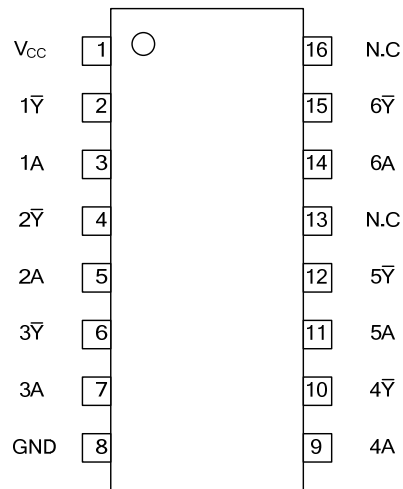 V_CC 1 16 N.C
1Y̅ 2 15 6Y̅
1A 3 14 6A
2Y̅ 4 13 N.C
2A 5 12 5Y̅
3Y̅ 6 11 5A
3A 7 10 4Y̅
GND 8 9 4A